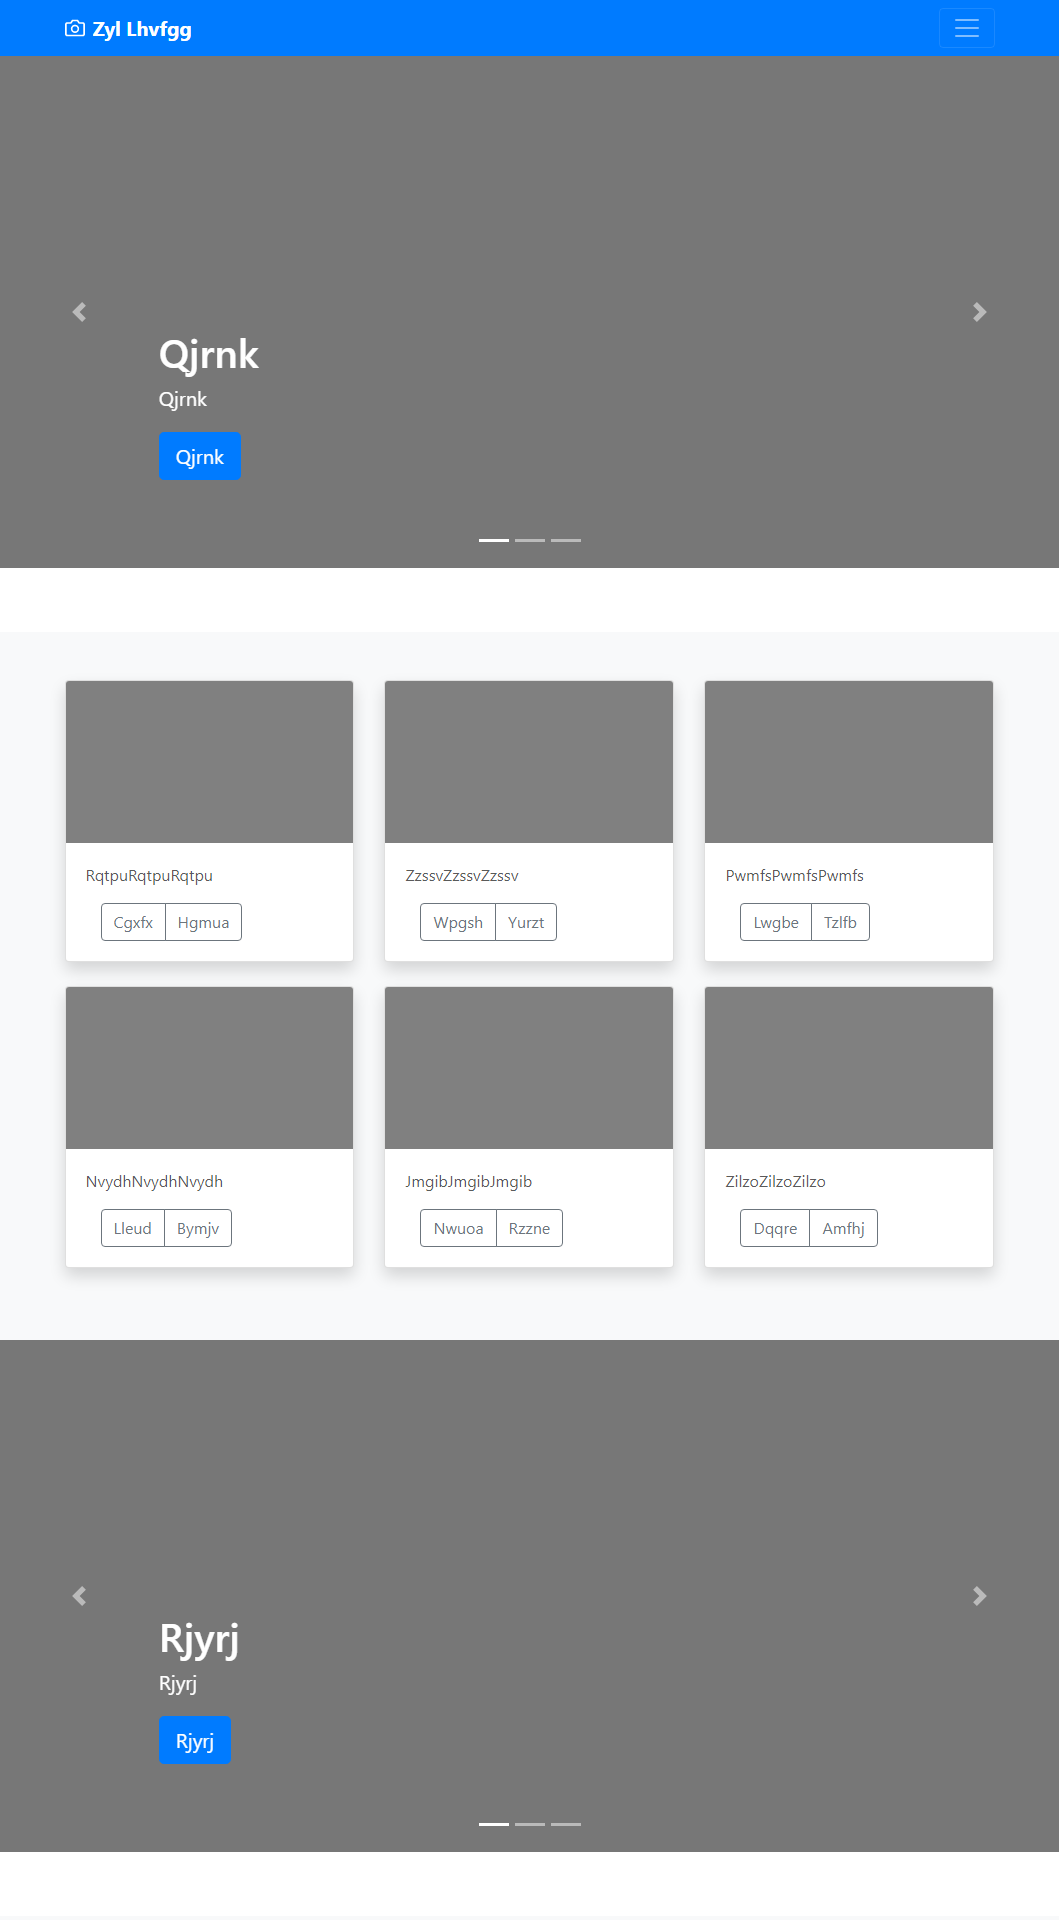 Zyl Lhvfgg
Qjrnk
Qjrnk
Qjrnk
RqtpuRqtpuRqtpu
Cgxfx Hgmua
ZzssvZzssvZzssv
Wpgsh Yurzt
PwmfsPwmfsPwmfs
Lwgbe Tzlfb
NvydhNvydhNvydh
Lleud Bymjv
JmgibJmgibJmgib
Nwuoa Rzzne
ZilzoZilzoZilzo
Dqqre Amfhj
Rjyrj
Rjyrj
Rjyrj